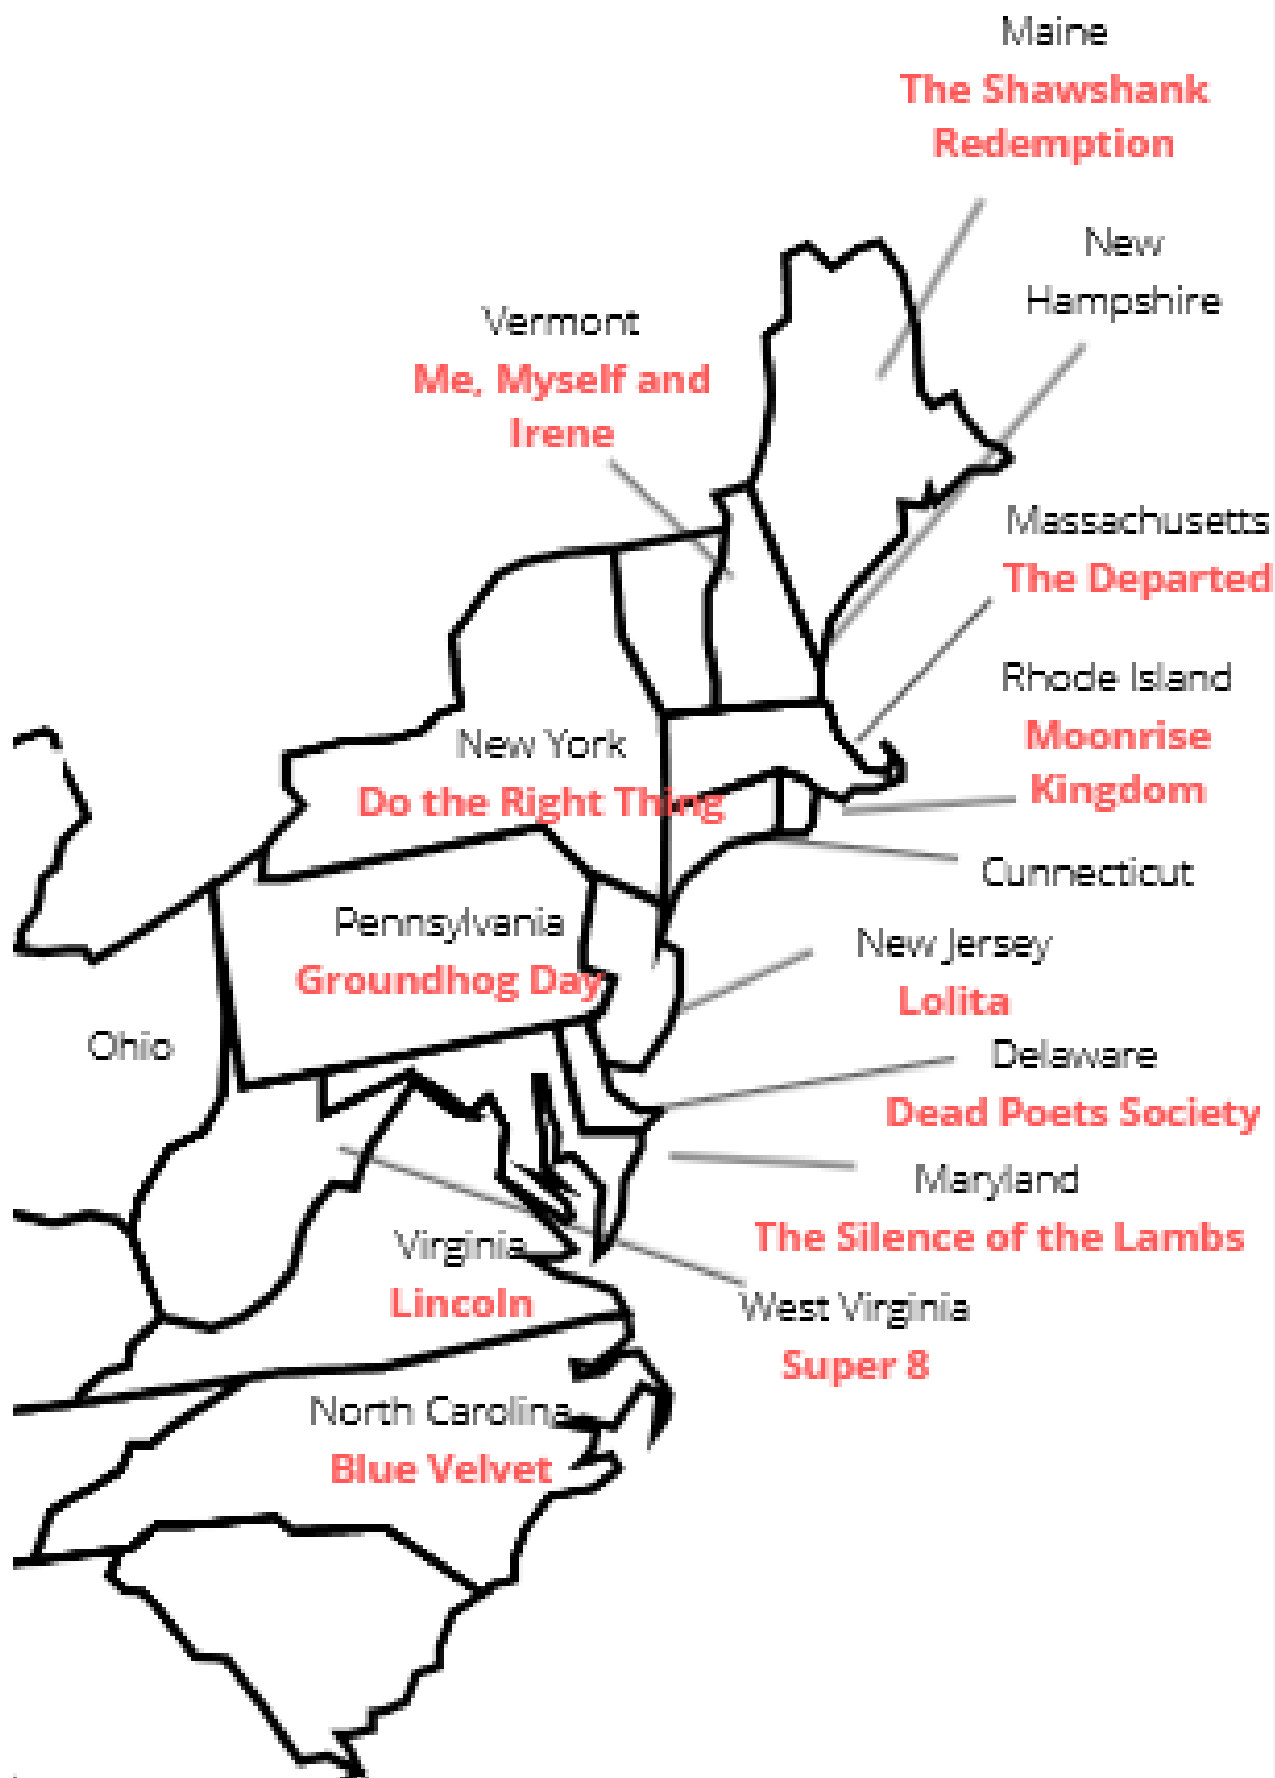 Maine
The Shawshank
Redemption
New
Hampshire
Vermont
Me, Myself and
Irene
Massachusetts
The Departed
Rhode Island
Moonrise
Kingdom
New York
Do the Right Thing
Cunnecticut
Pennsylvania
Groundhog Day
New Jersey
Lolita
Ohio
Delaware
Dead Poets Society
Maryland
The Silence of the Lambs
Virginia
Lincoln
West Virginia
Super 8
North Carolina
Blue Velvet